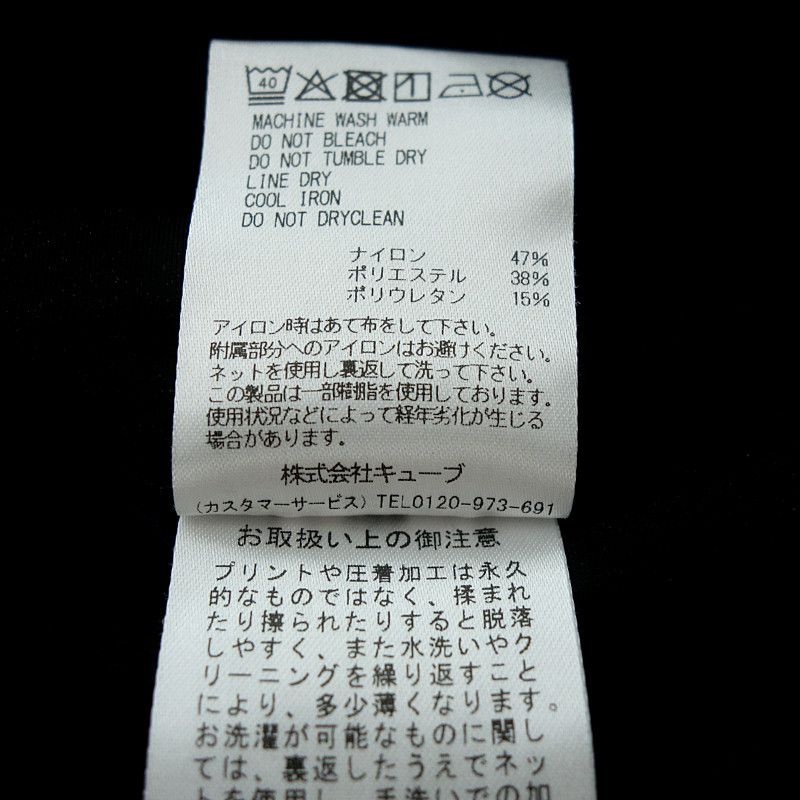 40
MACHINE WASH WARM
DO NOT BLEACH
DO NOT TUMBLE DRY
LINE DRY
COOL IRON
DO NOT DRYCLEAN
ナイロン 47%
ポリエステル 38%
ポリウレタン 15%
アイロン時はあて布をして下さい。
附属部分へのアイロンはお避けください。
ネットを使用し裏返して洗って下さい。
この製品は一部樹脂を使用しております。
使用状況などによって経年劣化が生じる
場合があります。
株式会社キューブ
(カスタマーサービス) TEL0120-973-691
お取扱い上の御注意
プリントや圧着加工は永久
的なものではなく、揉まれ
たり擦られたりすると脱落
しやすく、また水洗いやク
リーニングを繰り返すこと
により、多少薄くなります。
お洗濯が可能なものに関し
ては、裏返したうえでネッ
トを使用し、手洗いでの加